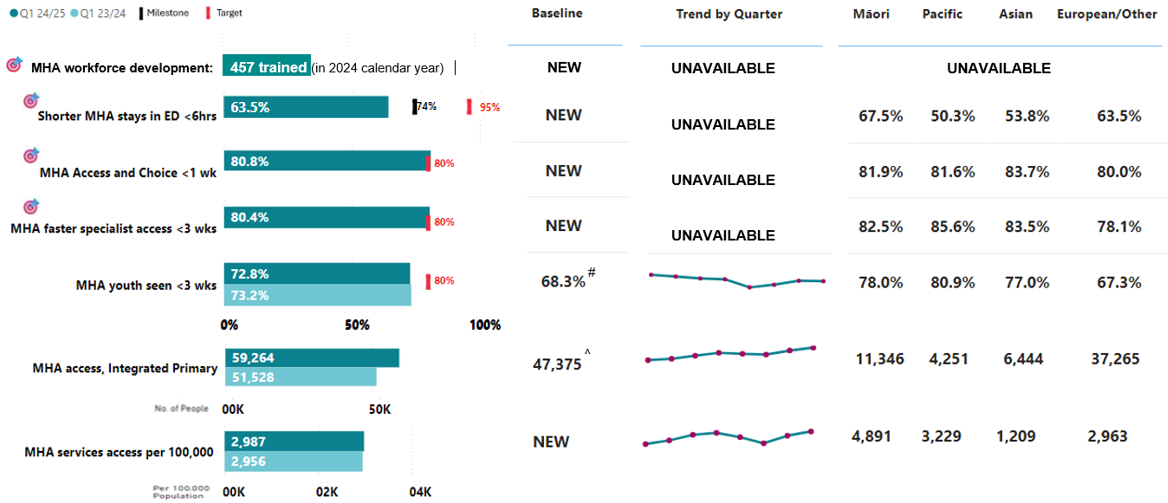 Q1 24/25 Q1 23/24 Milestone Target Baseline Trend by Quarter Māori Pacific Asian European/Other
MHA workforce development: 457 trained (in 2024 calendar year) NEW UNAVAILABLE UNAVAILABLE
Shorter MHA stays in ED <6hrs 63.5% 74% 95% NEW UNAVAILABLE 67.5% 50.3% 53.8% 63.5%
MHA Access and Choice <1 wk 80.8% 80% NEW UNAVAILABLE 81.9% 81.6% 83.7% 80.0%
MHA faster specialist access <3 wks 80.4% 80% NEW UNAVAILABLE 82.5% 85.6% 83.5% 78.1%
MHA youth seen <3 wks 72.8% 80% 68.3% # 78.0% 80.9% 77.0% 67.3%
73.2%
0% 50% 100%
MHA access, Integrated Primary 59,264 47,375 ^ 11,346 4,251 6,444 37,265
51,528
No. of People 00K 50K
MHA services access per 100,000 2,987 NEW 4,891 3,229 1,209 2,963
2,956
Per 100,000 00K 02K 04K
Population